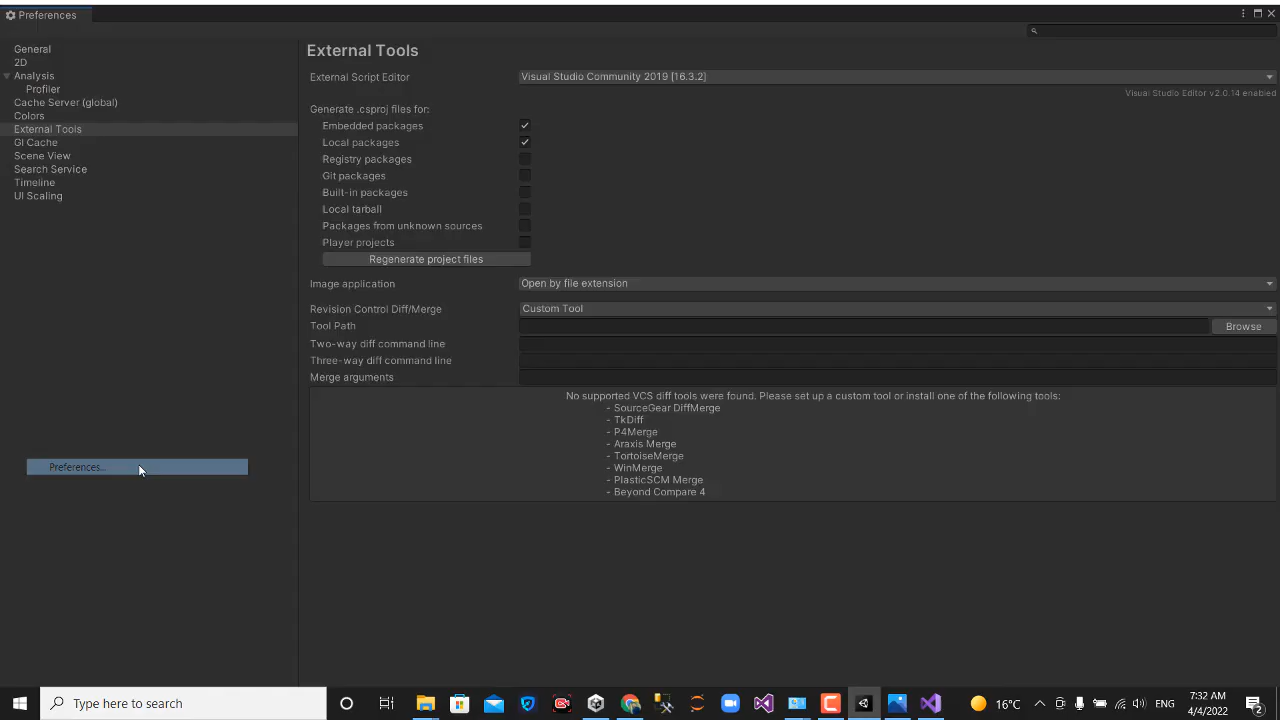 Preferences
General
2D
Analysis
Profiler
Cache Server (global)
Colors
External Tools
GI Cache
Scene View
Search Service
Timeline
UI Scaling
External Tools
External Script Editor
Visual Studio Community 2019 [16.3.2]
Visual Studio Editor v2.0.14 enabled
Generate .csproj files for:
Embedded packages
Local packages
Registry packages
Git packages
Built-in packages
Local tarball
Packages from unknown sources
Player projects
Regenerate project files
Image application
Open by file extension
Revision Control Diff/Merge
Custom Tool
Tool Path
Browse
Two-way diff command line
Three-way diff command line
Merge arguments
No supported VCS diff tools were found. Please set up a custom tool or install one of the following tools:
- SourceGear DiffMerge
- TkDiff
- P4Merge
- Araxis Merge
- TortoiseMerge
- WinMerge
- PlasticSCM Merge
- Beyond Compare 4
Preferences...
Type here to search
16°C
ENG
7:32 AM
4/4/2022
2